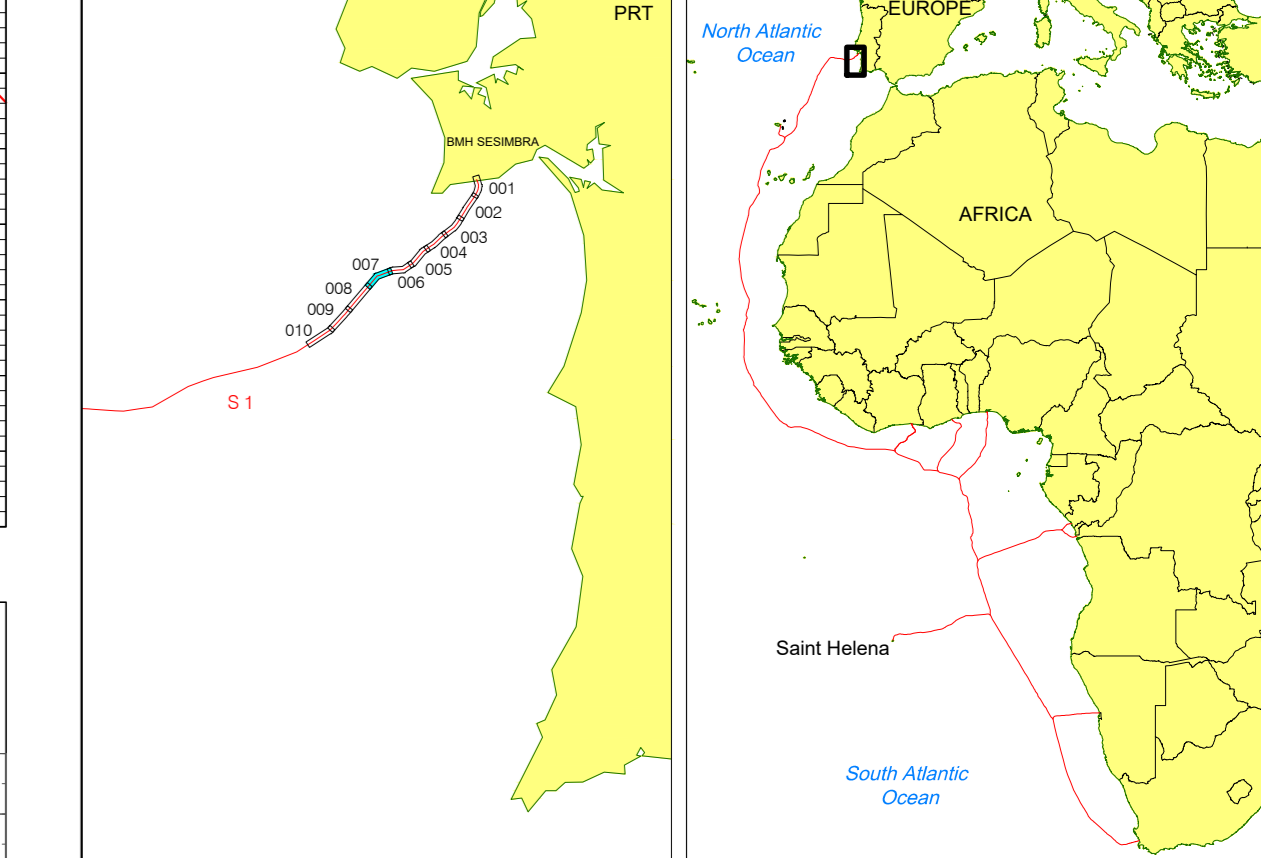 PRT
BMH SESIMBRA
001
002
003
004
005
006
007
008
009
010
S 1
EUROPE
North Atlantic
Ocean
AFRICA
Saint Helena
South Atlantic
Ocean